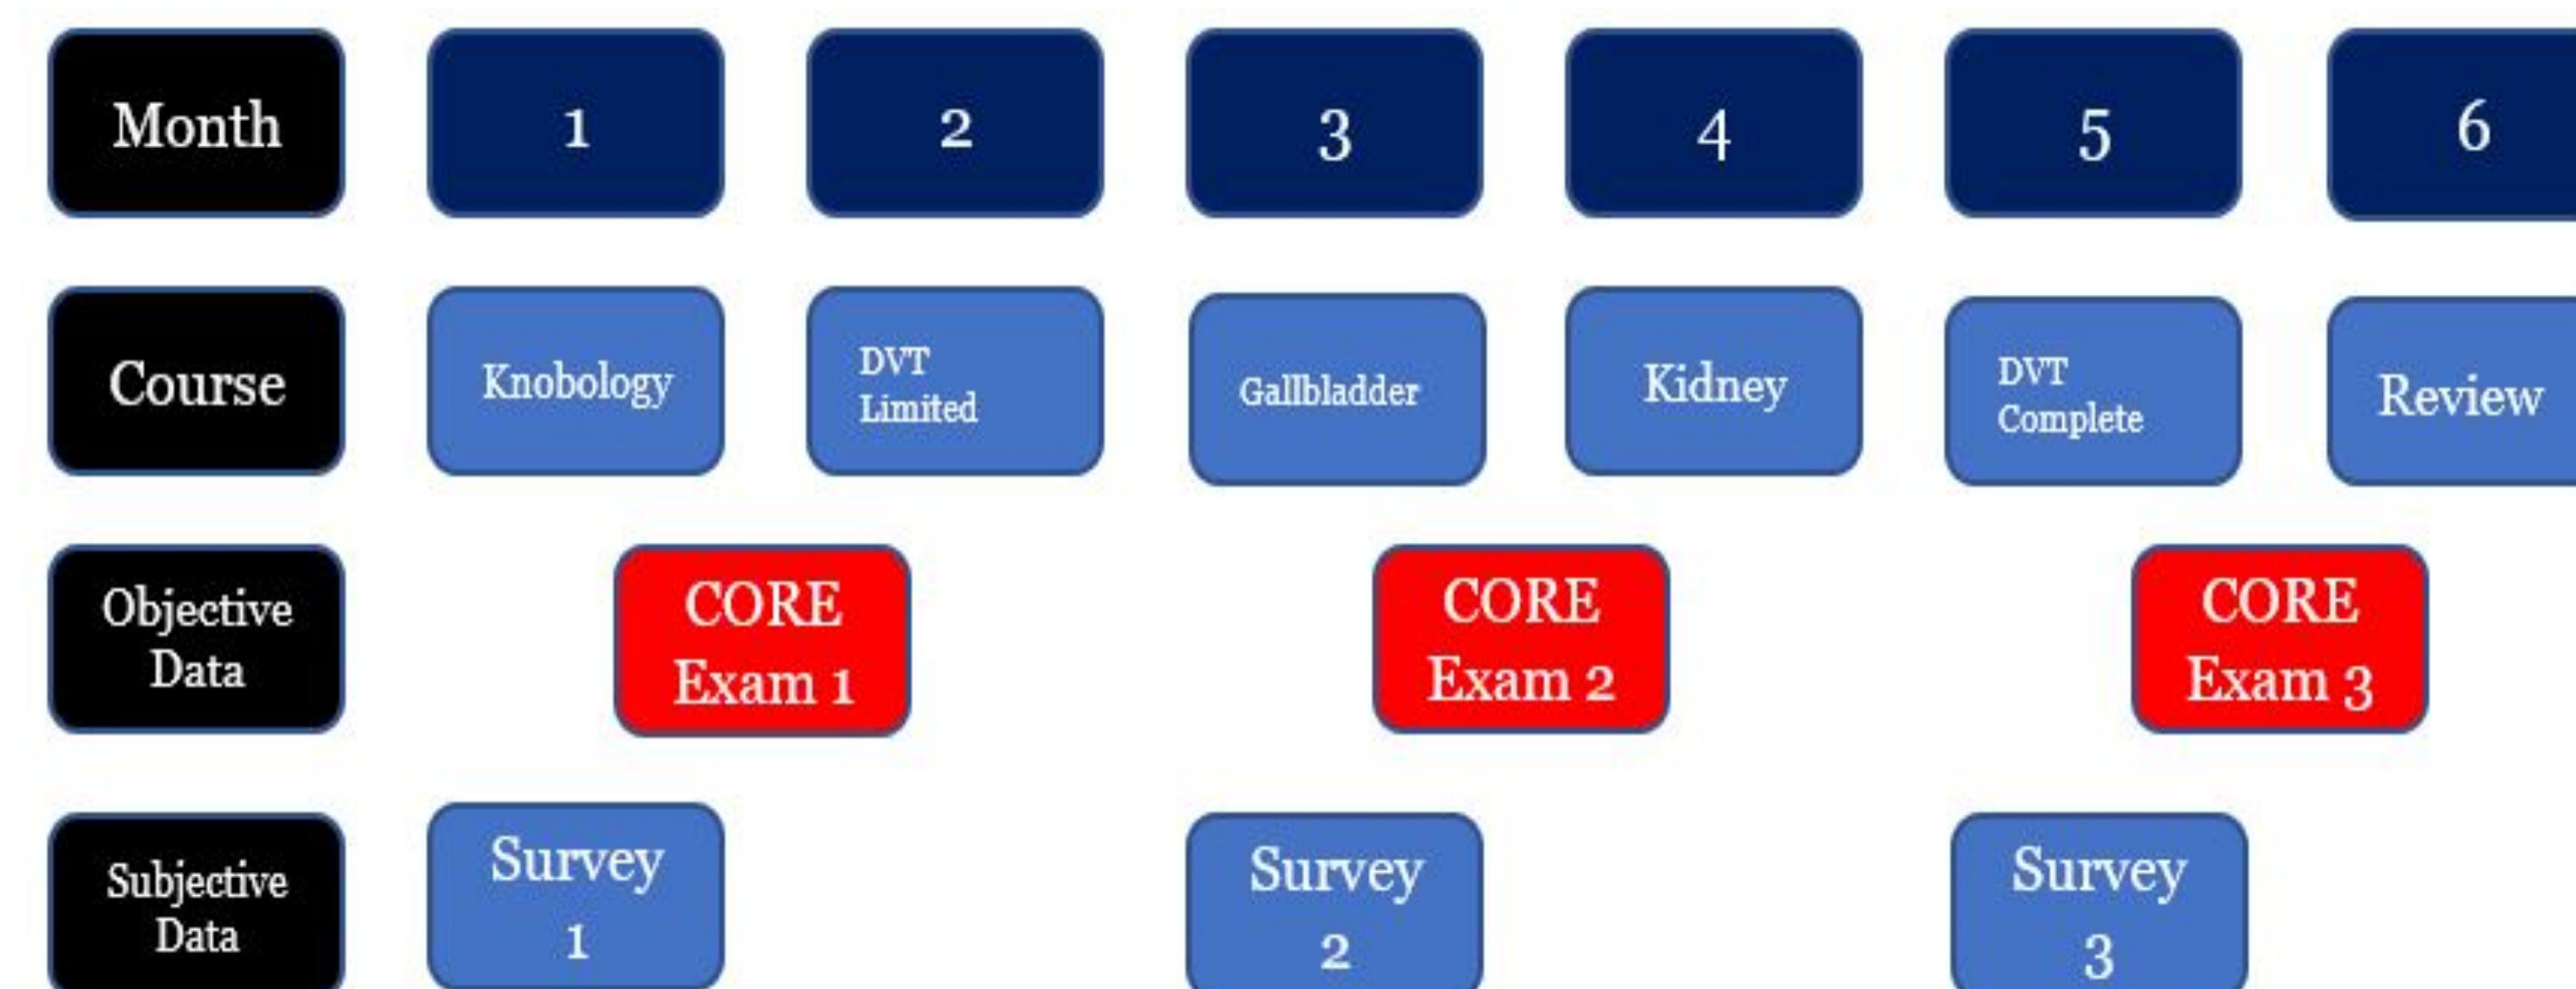 Month 1 2 3 4 5 6
Course Knobology DVT Limited Gallbladder Kidney DVT Complete Review
Objective Data CORE Exam 1 CORE Exam 2 CORE Exam 3
Subjective Data Survey 1 Survey 2 Survey 3